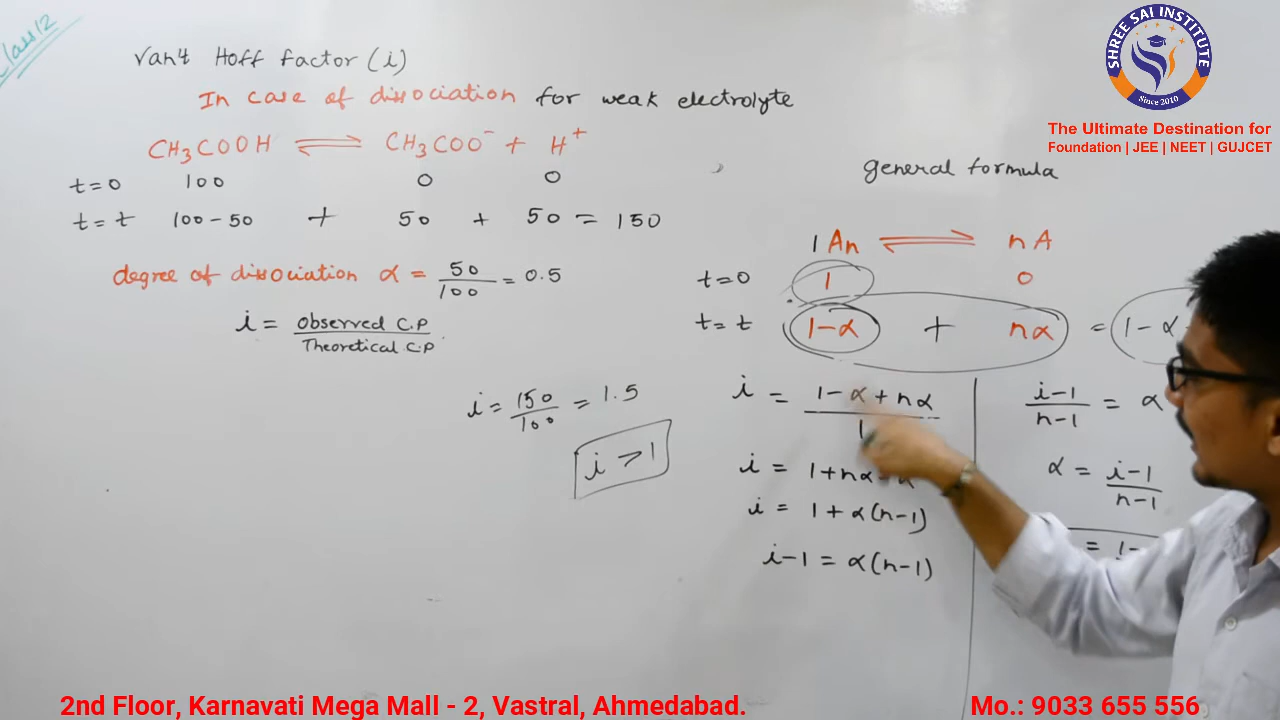 Class 12
Van't Hoff factor (i)
In case of dissociation for weak electrolyte
CH₃COOH ⇌ CH₃COO⁻ + H⁺
t=0 100 0 0
t=t 100-50 + 50 + 50 = 150
degree of dissociation α = 50/100 = 0.5
i = Observed C.P / Theoretical C.P
i = 150/100 = 1.5
i > 1
general formula
1 An ⇌ nA
t=0 1 0
t=t 1-α + nα = 1-α
i = 1-α+nα / 1
i = 1+nα-α
i = 1+α(n-1)
i-1 = α(n-1)
i-1/n-1 = α
α = i-1/n-1
= 1-
SHREE SAI INSTITUTE
Since 2010
The Ultimate Destination for
Foundation | JEE | NEET | GUJCET
2nd Floor, Karnavati Mega Mall - 2, Vastral, Ahmedabad. Mo.: 9033 655 556